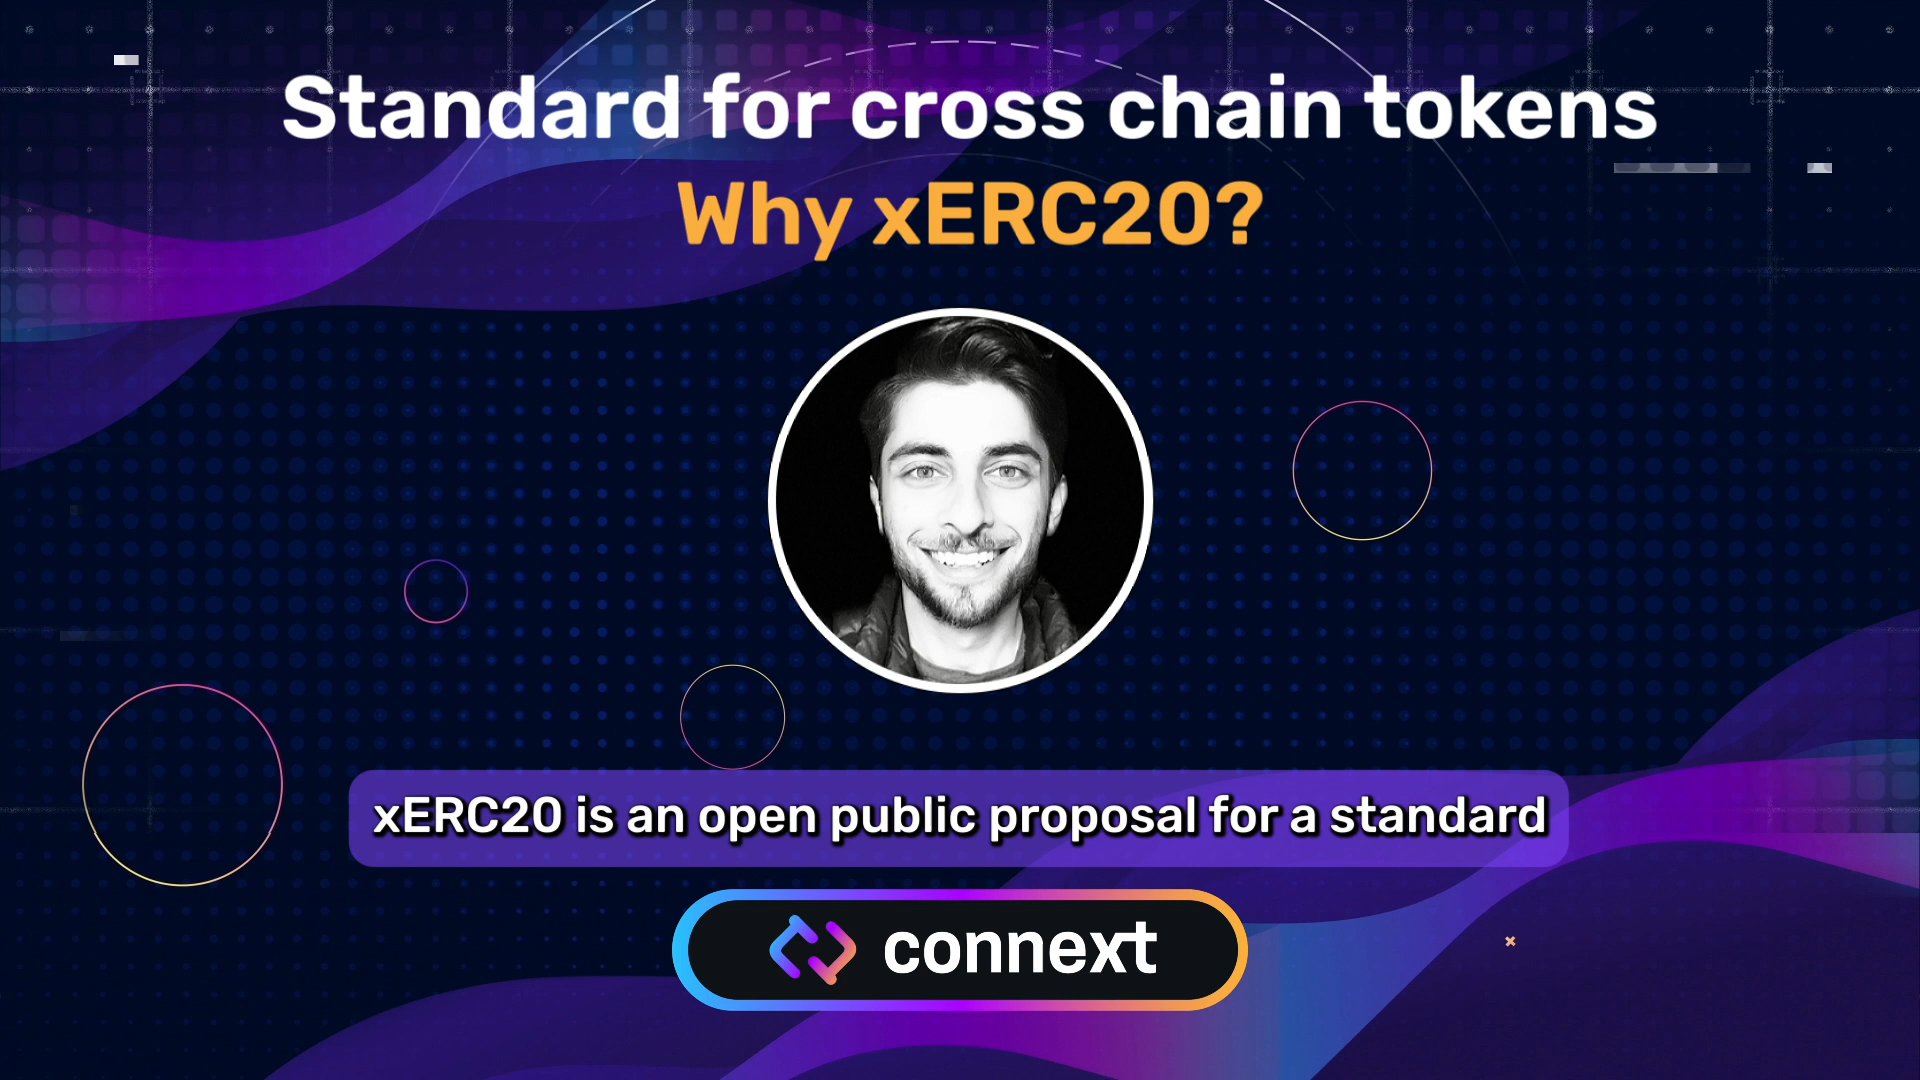 Standard for cross chain tokens
Why xERC20?
xERC20 is an open public proposal for a standard
connext